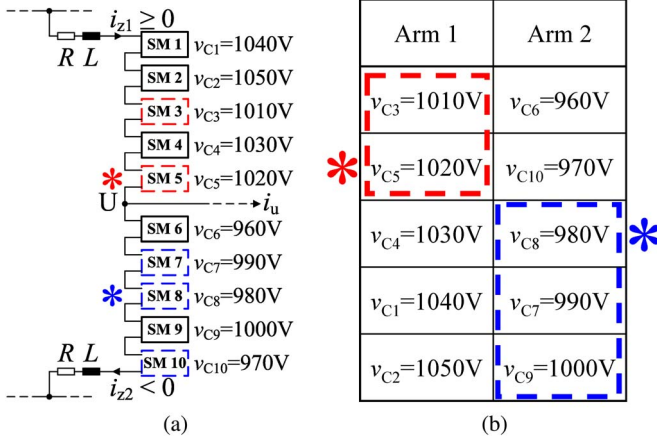 i_z1 ≥ 0
R L
SM 1 v_C1=1040V
SM 2 v_C2=1050V
SM 3 v_C3=1010V
SM 4 v_C4=1030V
* SM 5 v_C5=1020V
U i_u
SM 6 v_C6=960V
SM 7 v_C7=990V
* SM 8 v_C8=980V
SM 9 v_C9=1000V
SM 10 v_C10=970V
R L
i_z2 < 0
(a)
Arm 1 Arm 2
v_C3=1010V v_C6=960V
* v_C5=1020V v_C10=970V
v_C4=1030V v_C8=980V *
v_C1=1040V v_C7=990V
v_C2=1050V v_C9=1000V
(b)